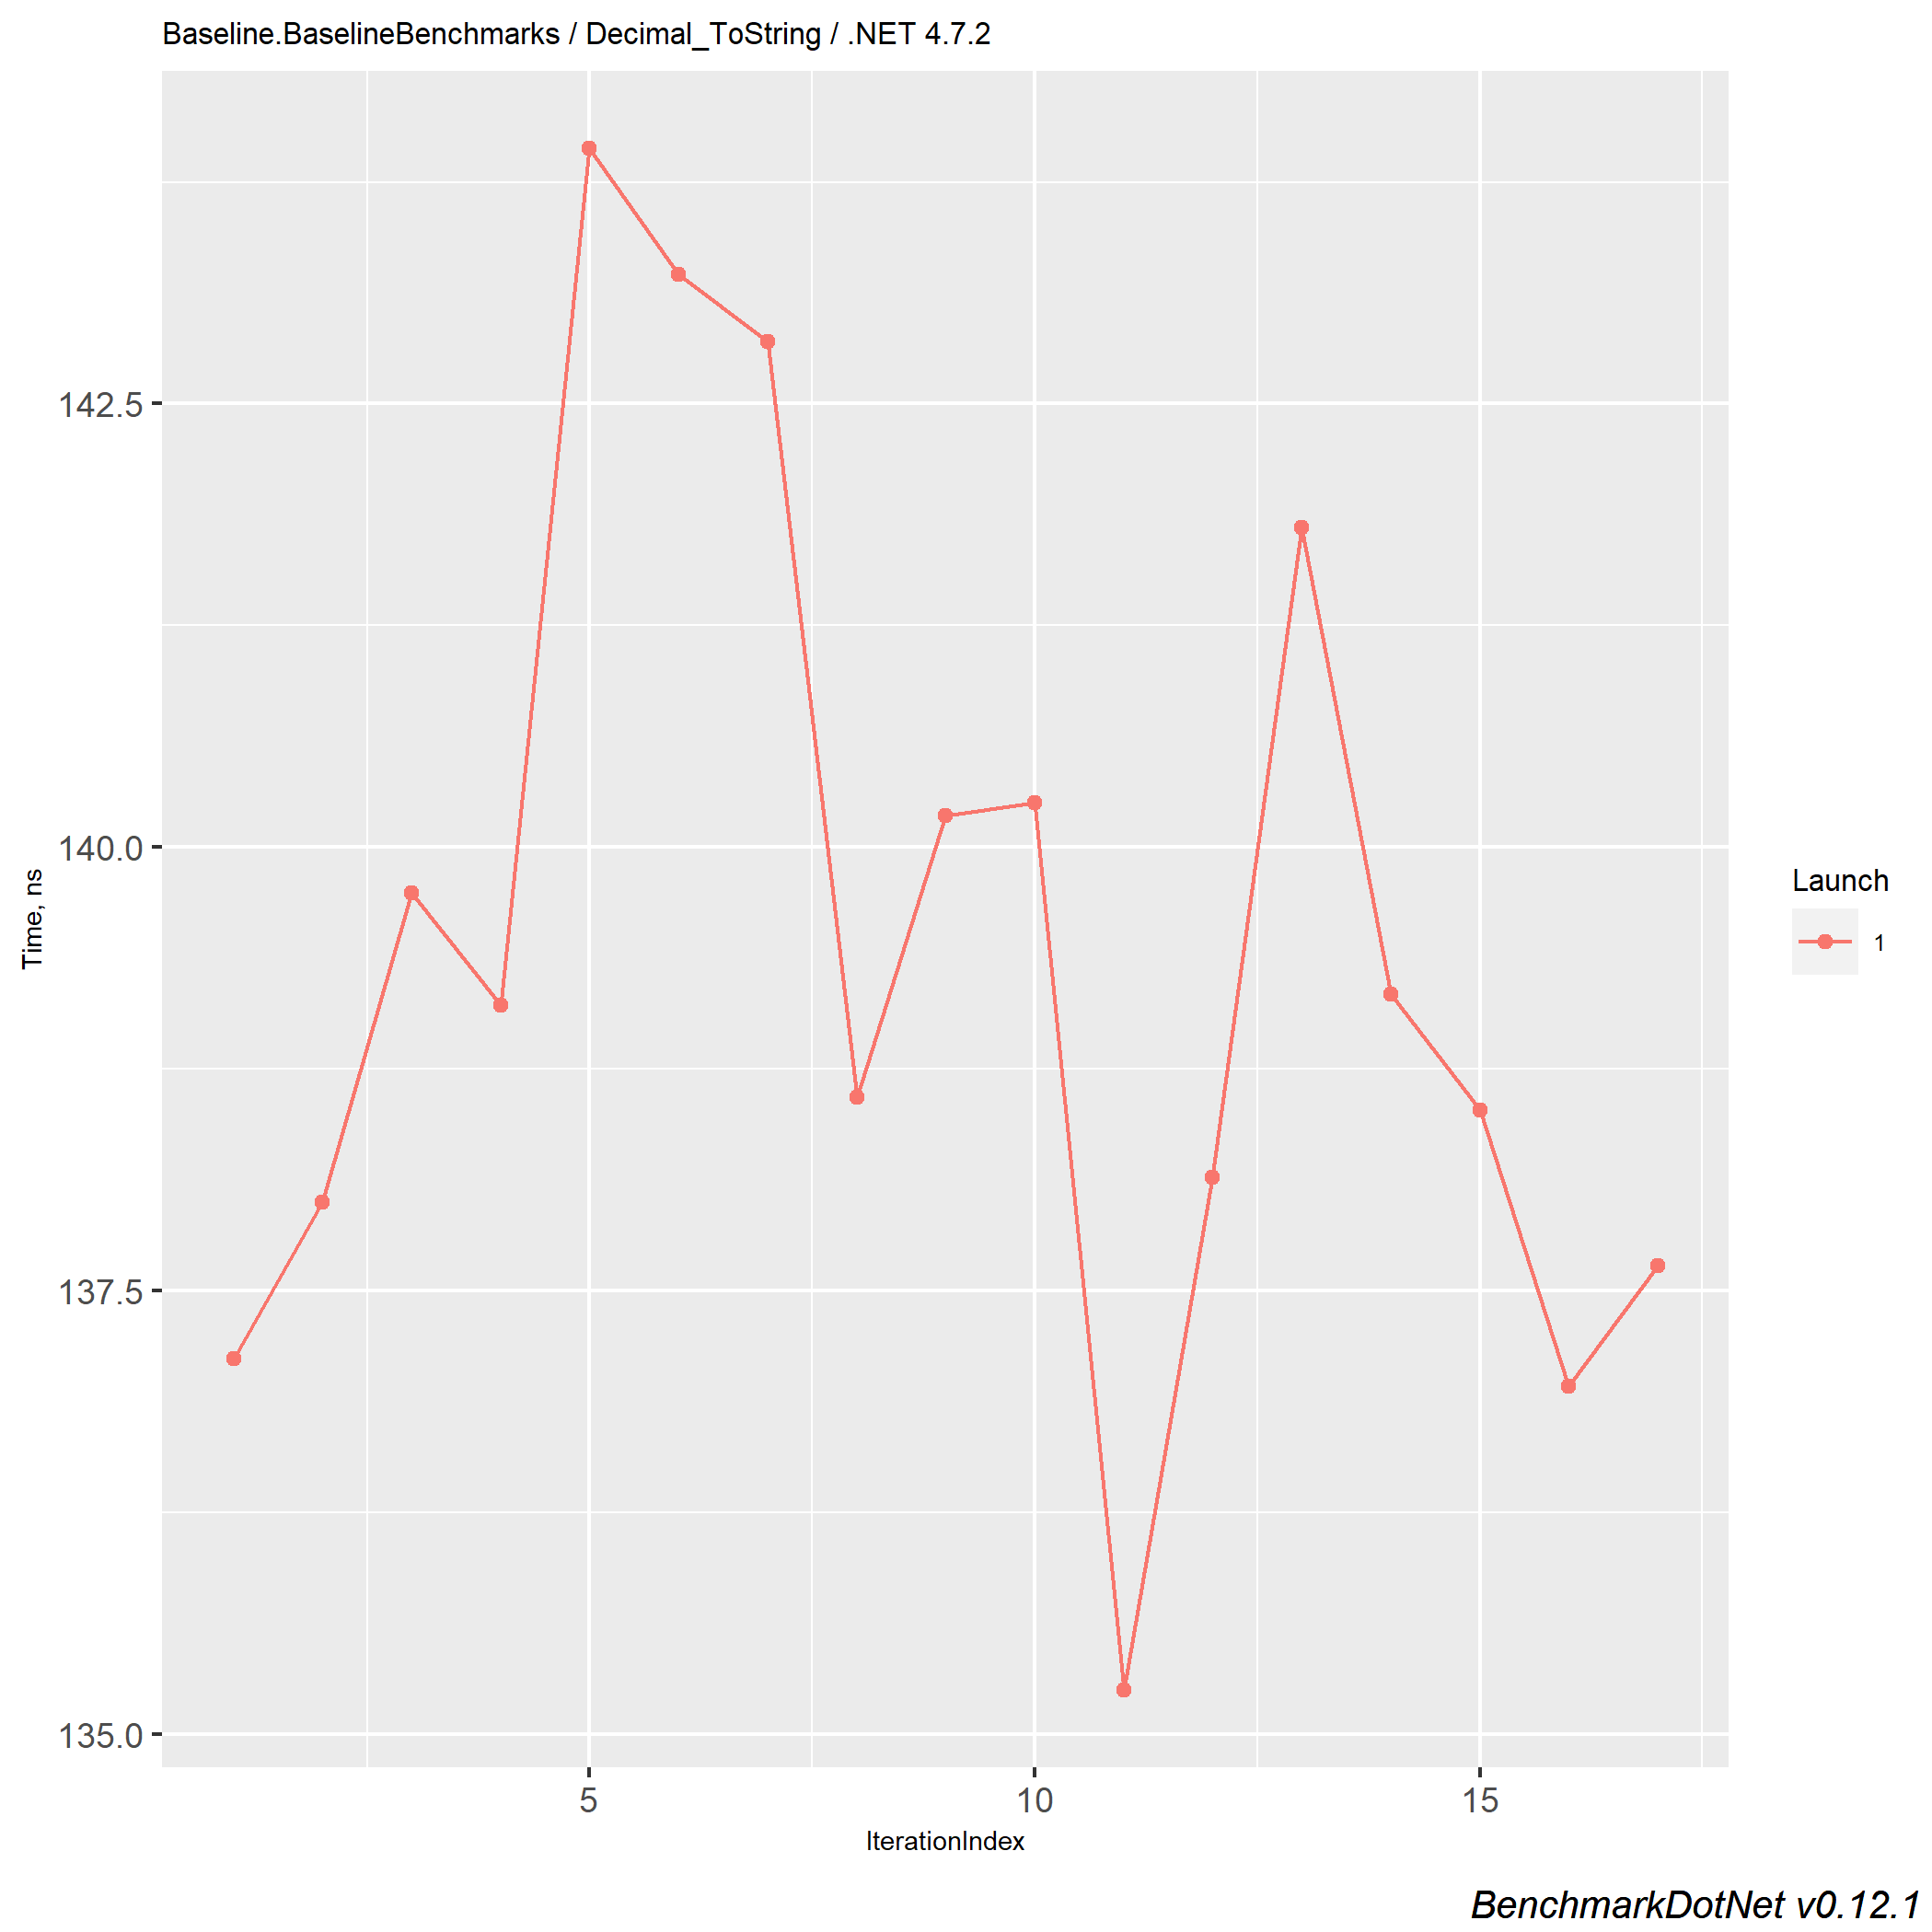 Baseline.BaselineBenchmarks / Decimal_ToString / .NET 4.7.2
Time, ns
142.5
140.0
137.5
135.0
5
10
15
IterationIndex
Launch
1
BenchmarkDotNet v0.12.1